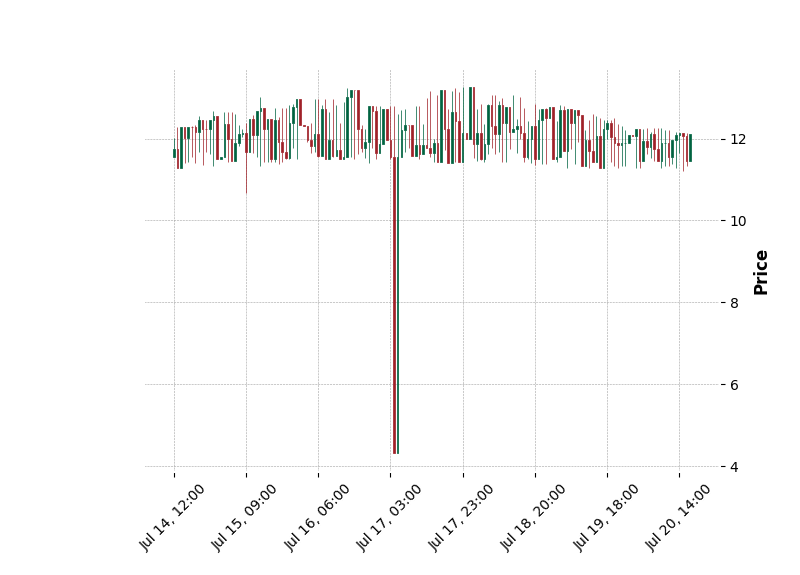 12
10
8
6
4
Price
Jul 14, 12:00
Jul 15, 09:00
Jul 16, 06:00
Jul 17, 03:00
Jul 17, 23:00
Jul 18, 20:00
Jul 19, 18:00
Jul 20, 14:00